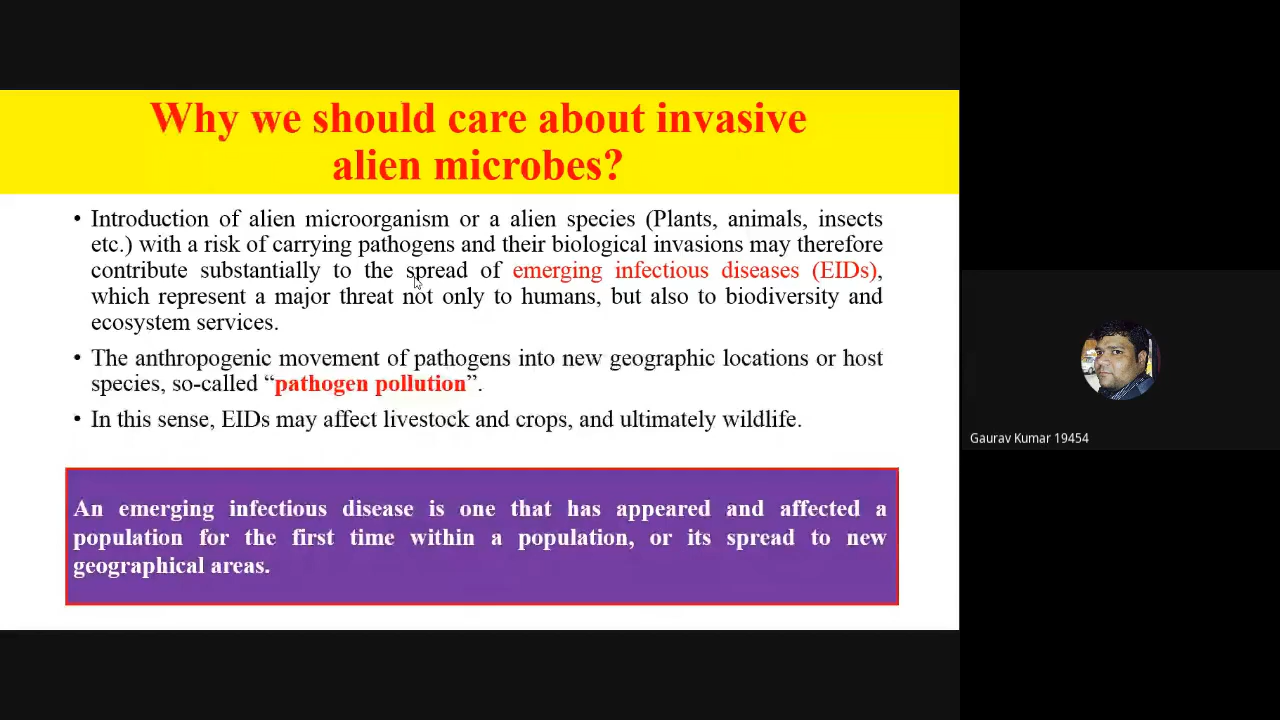 Why we should care about invasive
alien microbes?
• Introduction of alien microorganism or a alien species (Plants, animals, insects
etc.) with a risk of carrying pathogens and their biological invasions may therefore
contribute substantially to the spread of emerging infectious diseases (EIDs),
which represent a major threat not only to humans, but also to biodiversity and
ecosystem services.
• The anthropogenic movement of pathogens into new geographic locations or host
species, so-called “pathogen pollution”.
• In this sense, EIDs may affect livestock and crops, and ultimately wildlife.
An emerging infectious disease is one that has appeared and affected a
population for the first time within a population, or its spread to new
geographical areas.
Gaurav Kumar 19454